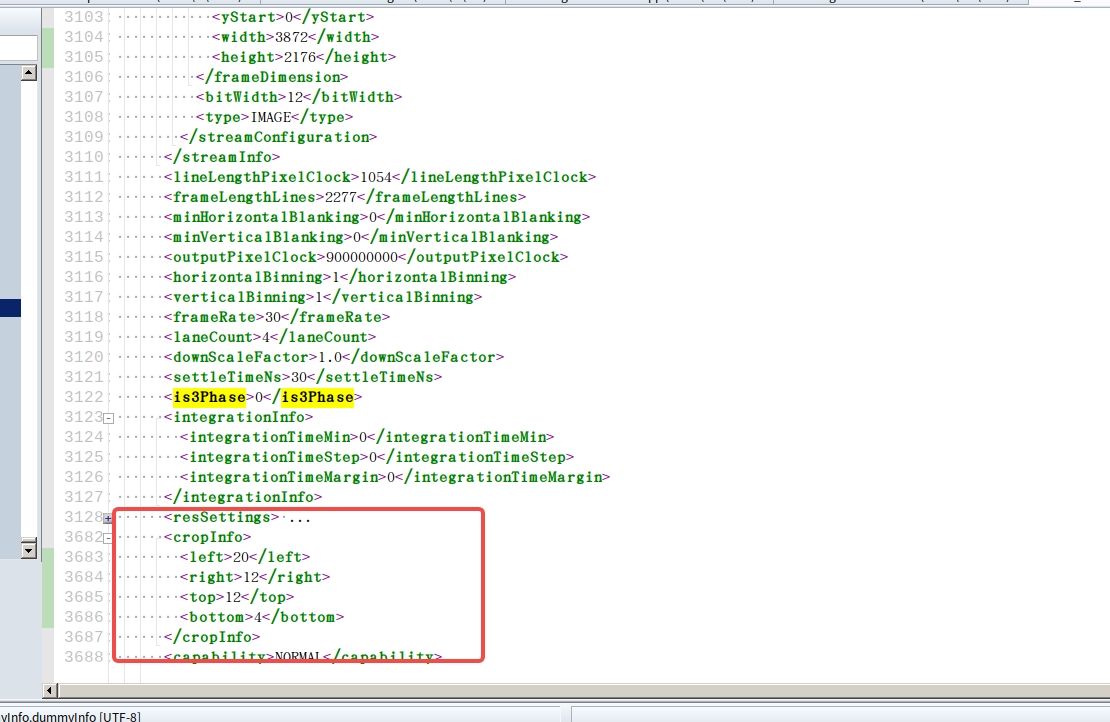 3103 <yStart>0</yStart>
3104 <width>3872</width>
3105 <height>2176</height>
3106 </frameDimension>
3107 <bitWidth>12</bitWidth>
3108 <type>IMAGE</type>
3109 </streamConfiguration>
3110 </streamInfo>
3111 <lineLengthPixelClock>1054</lineLengthPixelClock>
3112 <frameLengthLines>2277</frameLengthLines>
3113 <minHorizontalBlanking>0</minHorizontalBlanking>
3114 <minVerticalBlanking>0</minVerticalBlanking>
3115 <outputPixelClock>900000000</outputPixelClock>
3116 <horizontalBinning>1</horizontalBinning>
3117 <verticalBinning>1</verticalBinning>
3118 <frameRate>30</frameRate>
3119 <laneCount>4</laneCount>
3120 <downScaleFactor>1.0</downScaleFactor>
3121 <settleTimeNs>30</settleTimeNs>
3122 <is3Phase>0</is3Phase>
3123 <integrationInfo>
3124 <integrationTimeMin>0</integrationTimeMin>
3125 <integrationTimeStep>0</integrationTimeStep>
3126 <integrationTimeMargin>0</integrationTimeMargin>
3127 </integrationInfo>
3128 <resSettings> ...
3682 <cropInfo>
3683 <left>20</left>
3684 <right>12</right>
3685 <top>12</top>
3686 <bottom>4</bottom>
3687 </cropInfo>
3688 <capability>NORMAL</capability>
yInfo.dummyInfo [UTF-8]